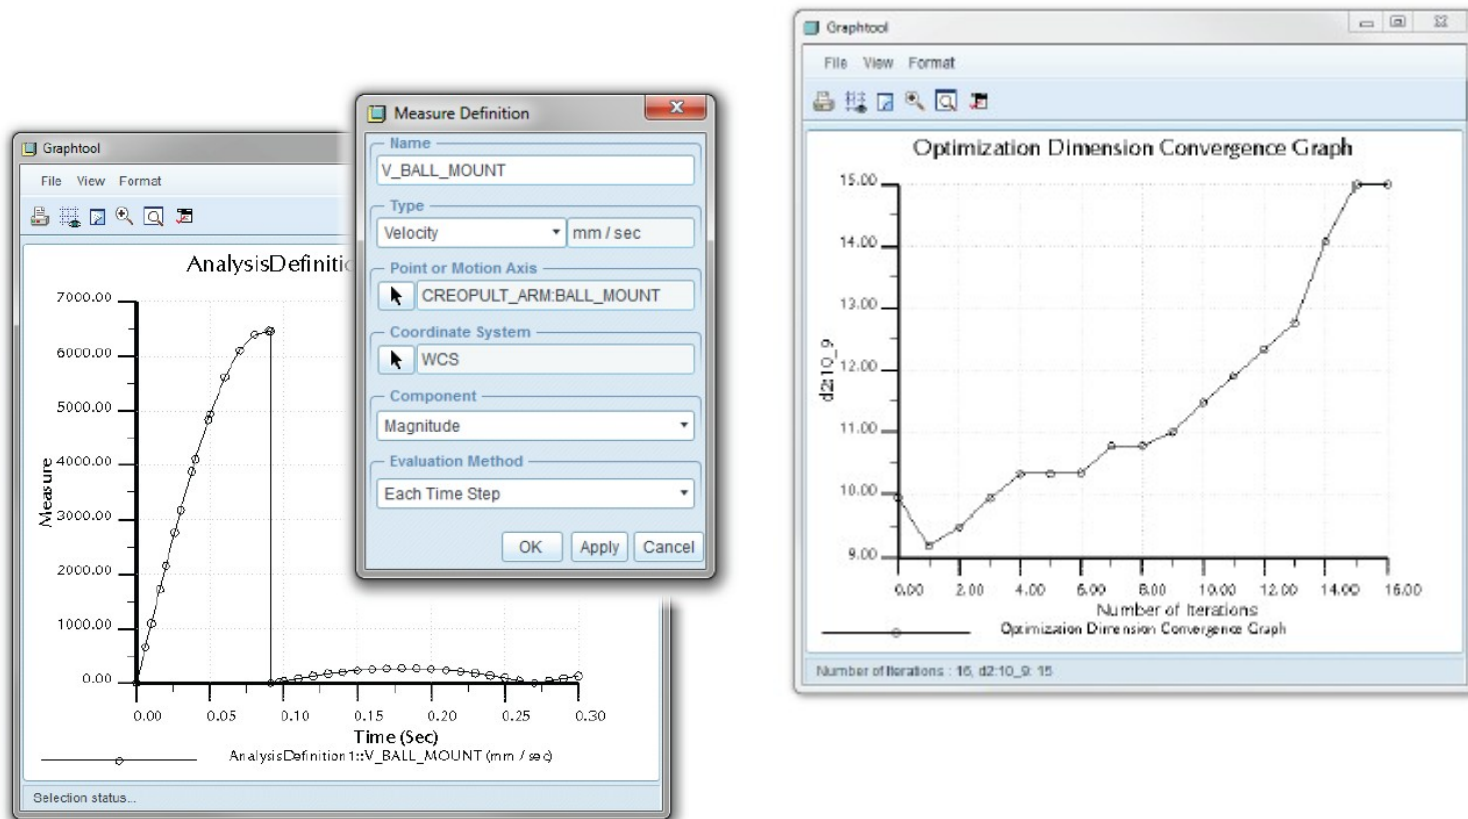 Graphtool
File View Format
AnalysisDefinitio
7000.00
6000.00
5000.00
4000.00
3000.00
2000.00
1000.00
0.00
Measure
0.00 0.05 0.10 0.15 0.20 0.25 0.30
Time (Sec)
AnalysisDefinition1::V_BALL_MOUNT (mm / sec)
Selection status...
Measure Definition
Name
V_BALL_MOUNT
Type
Velocity mm / sec
Point or Motion Axis
CREOPULT_ARM:BALL_MOUNT
Coordinate System
WCS
Component
Magnitude
Evaluation Method
Each Time Step
OK Apply Cancel
Graphtool
File View Format
Optimization Dimension Convergence Graph
15.00
14.00
13.00
12.00
11.00
10.00
9.00
d2:10_9
0.00 2.00 4.00 6.00 8.00 10.00 12.00 14.00 16.00
Number of Iterations
Optimization Dimension Convergence Graph
Number of Iterations : 16, d2:10_9: 15